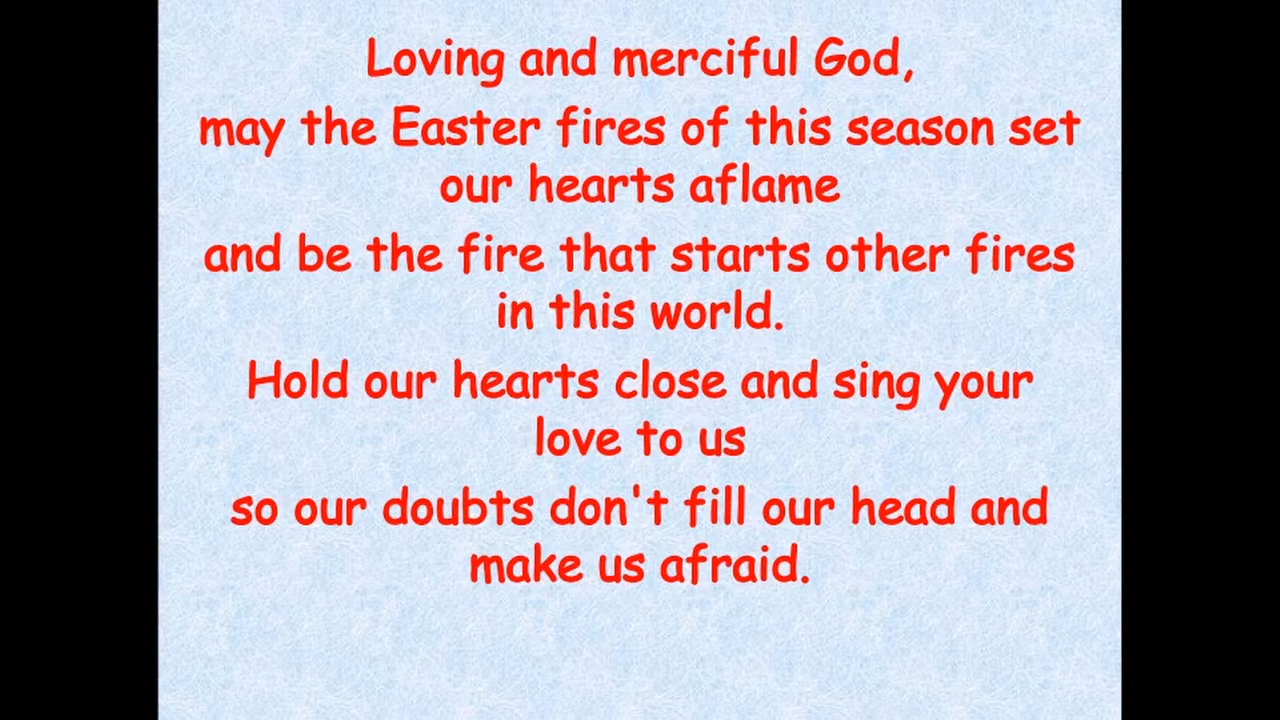 Loving and merciful God,
may the Easter fires of this season set
our hearts aflame
and be the fire that starts other fires
in this world.
Hold our hearts close and sing your
love to us
so our doubts don't fill our head and
make us afraid.